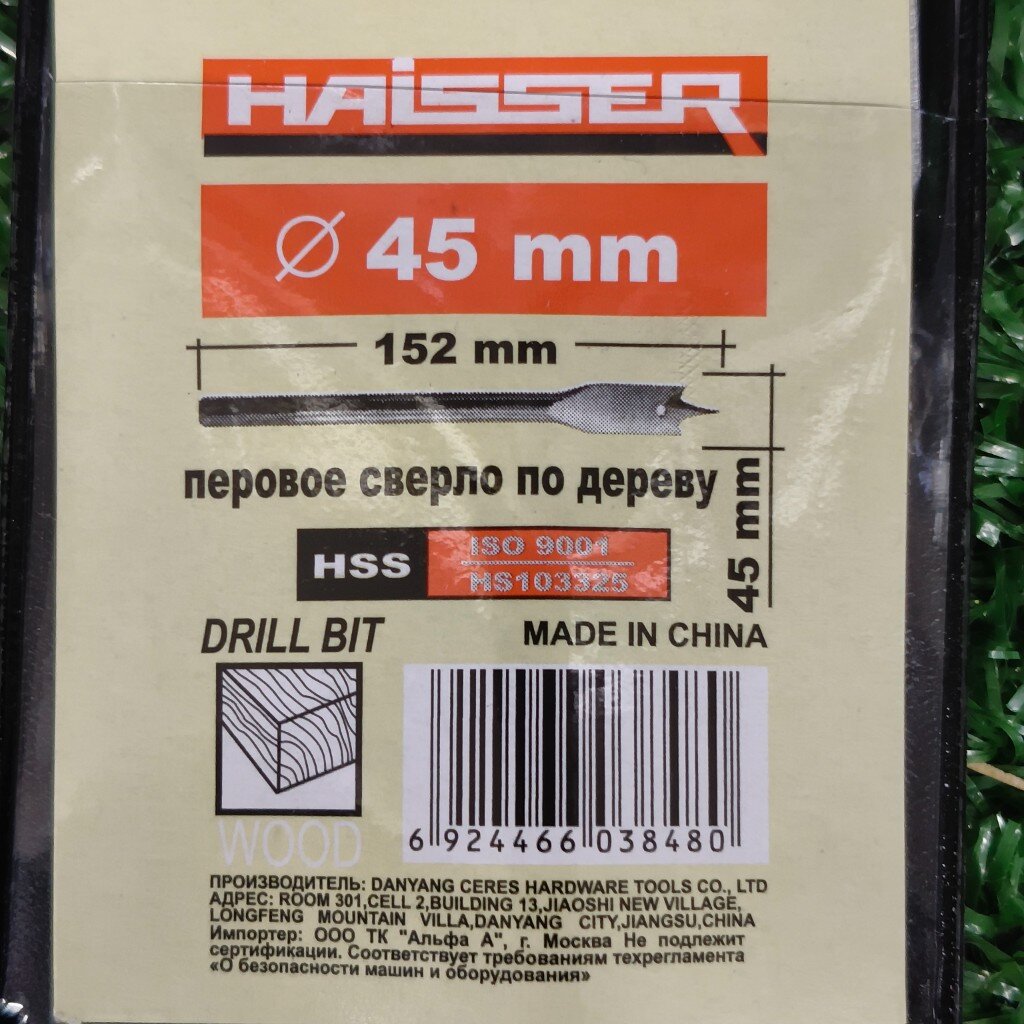 HAİSSER
Ø 45 mm
152 mm
45 mm
перовое сверло по дереву
HSS
ISO 9001
HS103325
DRILL BIT
MADE IN CHINA
WOOD
6 924466 038480
ПРОИЗВОДИТЕЛЬ: DANYANG CERES HARDWARE TOOLS CO., LTD
АДРЕС: ROOM 301,CELL 2,BUILDING 13,JIAOSHI NEW VILLAGE,
LONGFENG MOUNTAIN VILLA,DANYANG CITY,JIANGSU,CHINA
Импортер: ООО ТК "Альфа А", г. Москва Не подлежит
сертификации. Соответствует требованиям техрегламента
«О безопасности машин и оборудования»